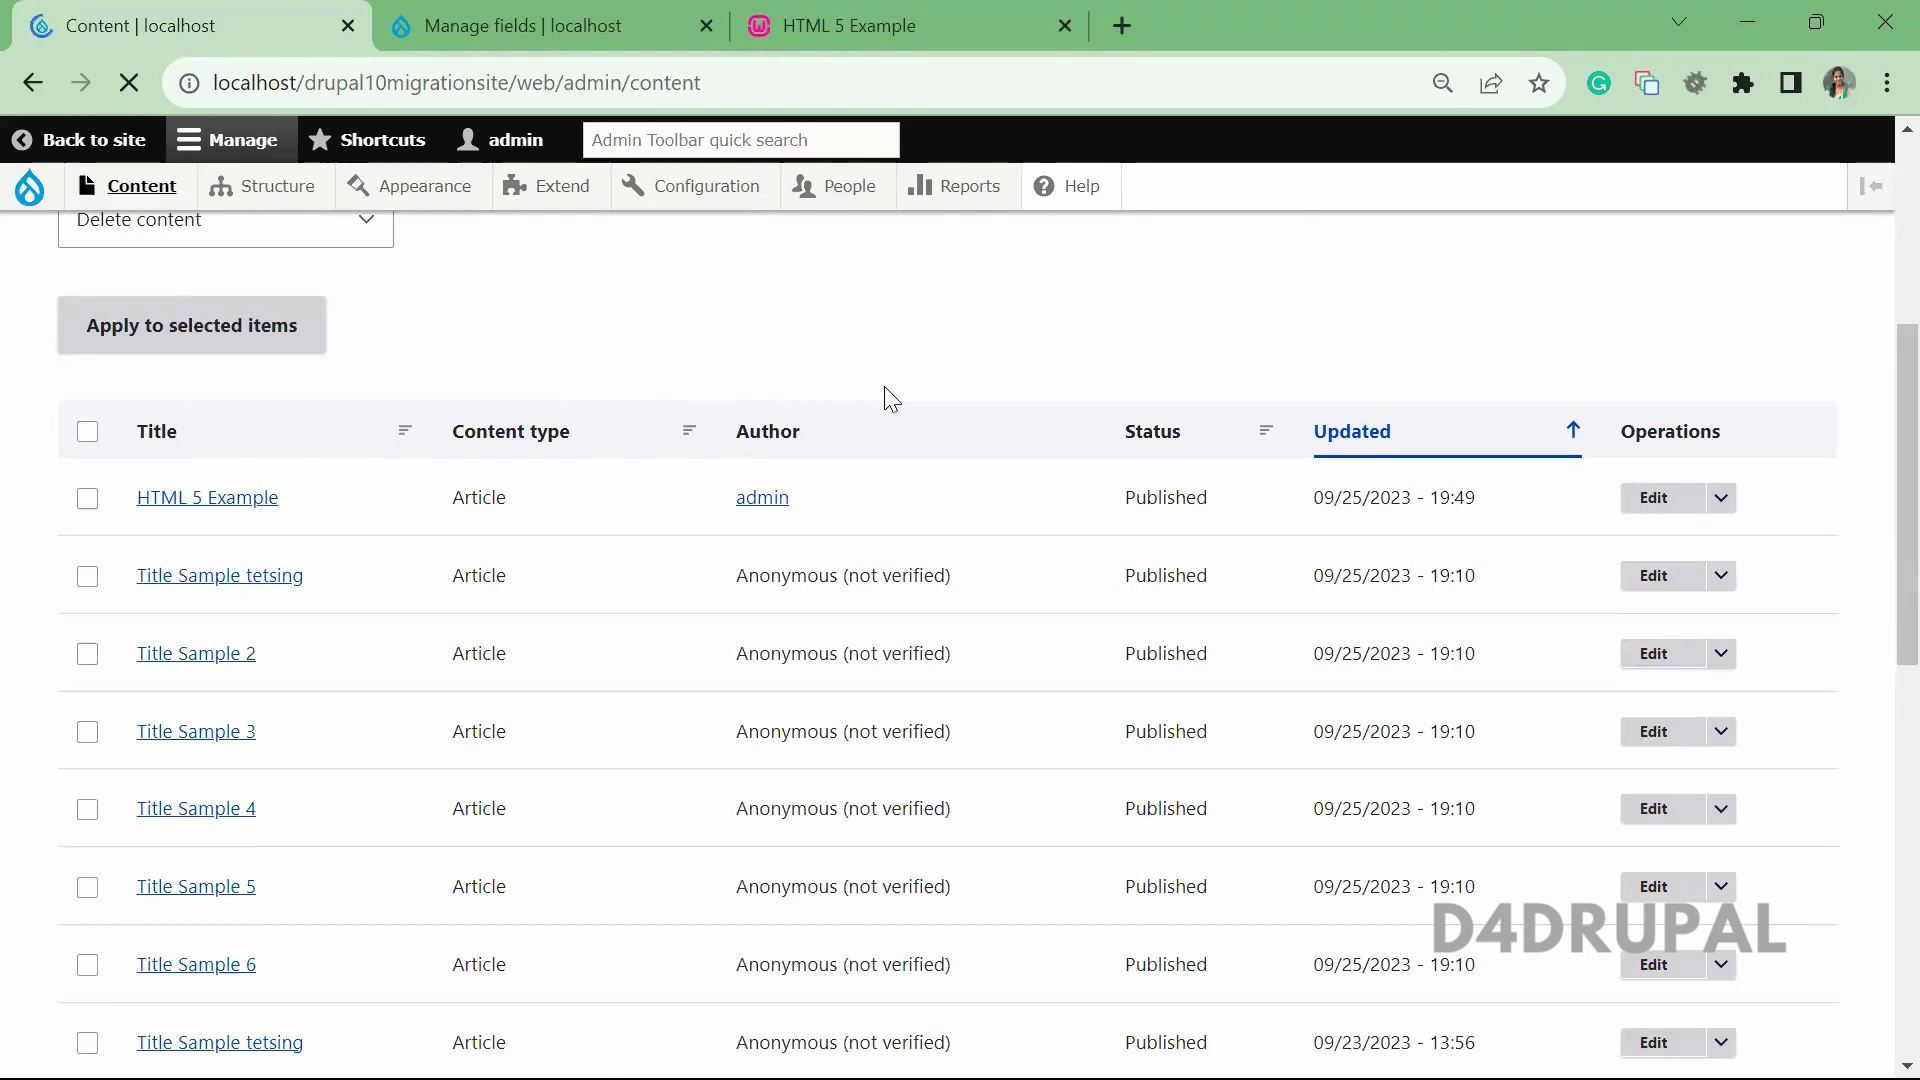 Content | localhost
Manage fields | localhost
HTML 5 Example
localhost/drupal10migrationsite/web/admin/content
Back to site
Manage
Shortcuts
admin
Admin Toolbar quick search
Content
Structure
Appearance
Extend
Configuration
People
Reports
Help
Delete content
Apply to selected items
Title Content type Author Status Updated Operations
HTML 5 Example Article admin Published 09/25/2023 - 19:49 Edit
Title Sample tetsing Article Anonymous (not verified) Published 09/25/2023 - 19:10 Edit
Title Sample 2 Article Anonymous (not verified) Published 09/25/2023 - 19:10 Edit
Title Sample 3 Article Anonymous (not verified) Published 09/25/2023 - 19:10 Edit
Title Sample 4 Article Anonymous (not verified) Published 09/25/2023 - 19:10 Edit
Title Sample 5 Article Anonymous (not verified) Published 09/25/2023 - 19:10 Edit
D4DRUPAL
Title Sample 6 Article Anonymous (not verified) Published 09/25/2023 - 19:10 Edit
Title Sample tetsing Article Anonymous (not verified) Published 09/23/2023 - 13:56 Edit